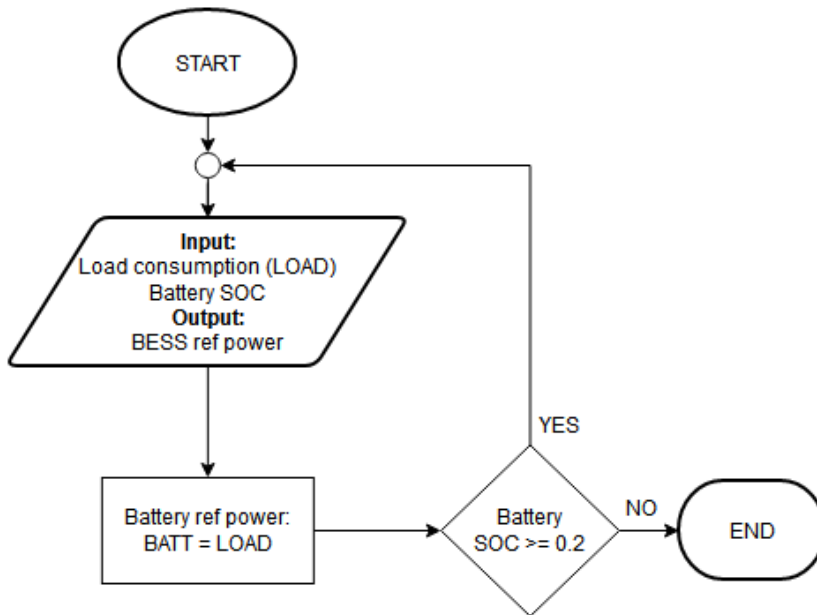 START
Input:
Load consumption (LOAD)
Battery SOC
Output:
BESS ref power
Battery ref power:
BATT = LOAD
Battery
SOC >= 0.2
YES
NO
END